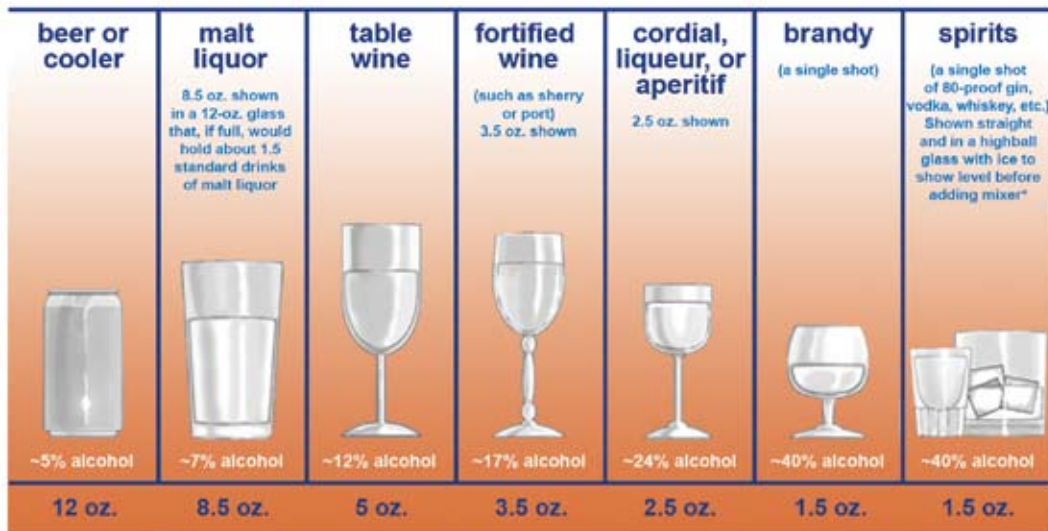 beer or
cooler
malt
liquor
8.5 oz. shown
in a 12-oz. glass
that, if full, would
hold about 1.5
standard drinks
of malt liquor
table
wine
fortified
wine
(such as sherry
or port)
3.5 oz. shown
cordial,
liqueur, or
aperitif
2.5 oz. shown
brandy
(a single shot)
spirits
(a single shot
of 80-proof gin,
vodka, whiskey, etc.)
Shown straight
and in a highball
glass with ice to
show level before
adding mixer*
~5% alcohol
~7% alcohol
~12% alcohol
~17% alcohol
~24% alcohol
~40% alcohol
~40% alcohol
12 oz.
8.5 oz.
5 oz.
3.5 oz.
2.5 oz.
1.5 oz.
1.5 oz.